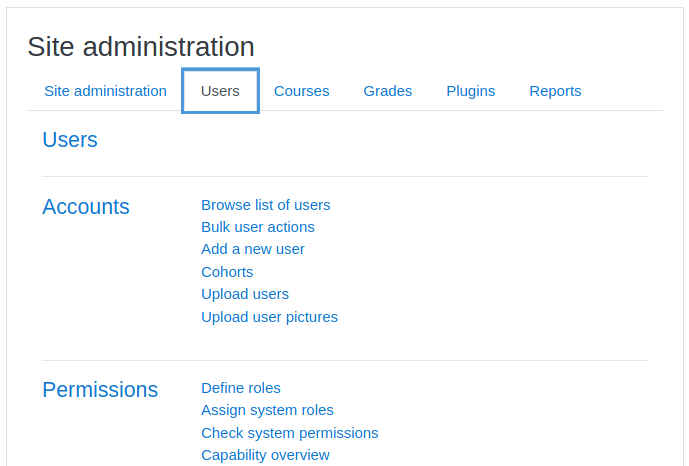 Site administration
Site administration Users Courses Grades Plugins Reports
Users
Accounts
Browse list of users
Bulk user actions
Add a new user
Cohorts
Upload users
Upload user pictures
Permissions
Define roles
Assign system roles
Check system permissions
Capability overview